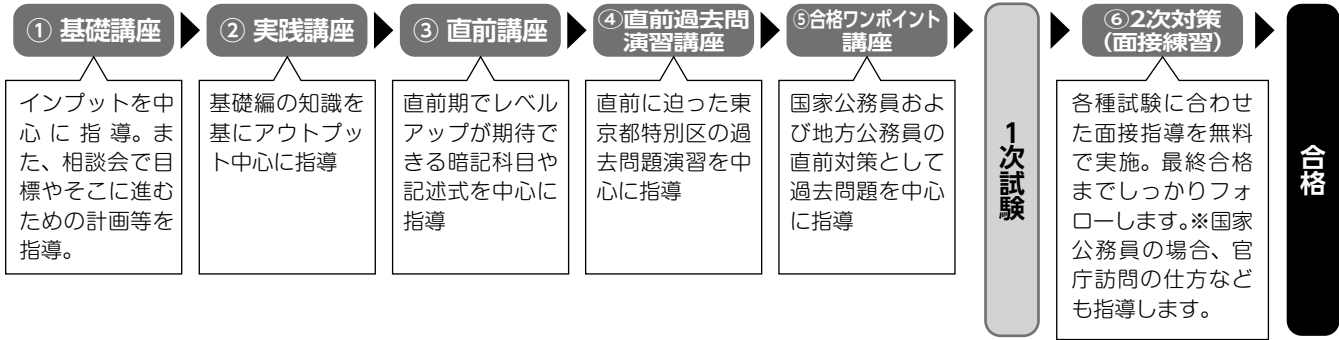 ① 基礎講座
インプットを中
心に指導。ま
た、相談会で目
標やそこに進む
ための計画等を
指導。
② 実践講座
基礎編の知識を
基にアウトプッ
ト中心に指導
③ 直前講座
直前期でレベル
アップが期待で
きる暗記科目や
記述式を中心に
指導
④直前過去問
演習講座
直前に迫った東
京都特別区の過
去問題演習を中
心に指導
⑤合格ワンポイント
講座
国家公務員およ
び地方公務員の
直前対策として
過去問題を中心
に指導
1次試験
⑥2次対策
(面接練習)
各種試験に合わせ
た面接指導を無料
で実施。最終合格
までしっかりフォ
ローします。※国家
公務員の場合、官
庁訪問の仕方など
も指導します。
合格